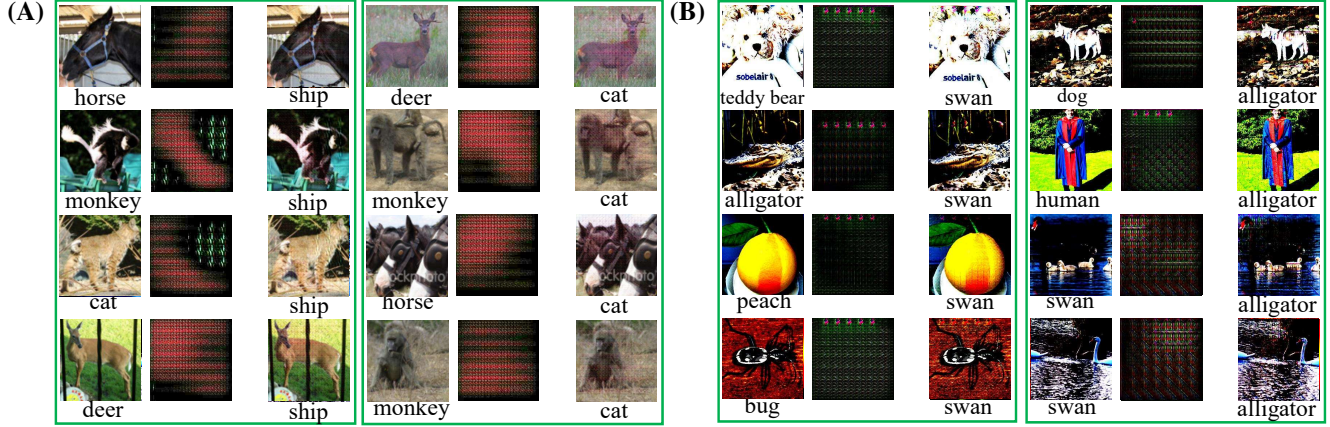 (A)
(B)
horse ship deer cat
sobelair
teddy bear swan dog alligator
monkey ship monkey cat
alligator swan human alligator
cat ship horse cat
peach swan swan alligator
deer ship monkey cat
bug swan swan alligator